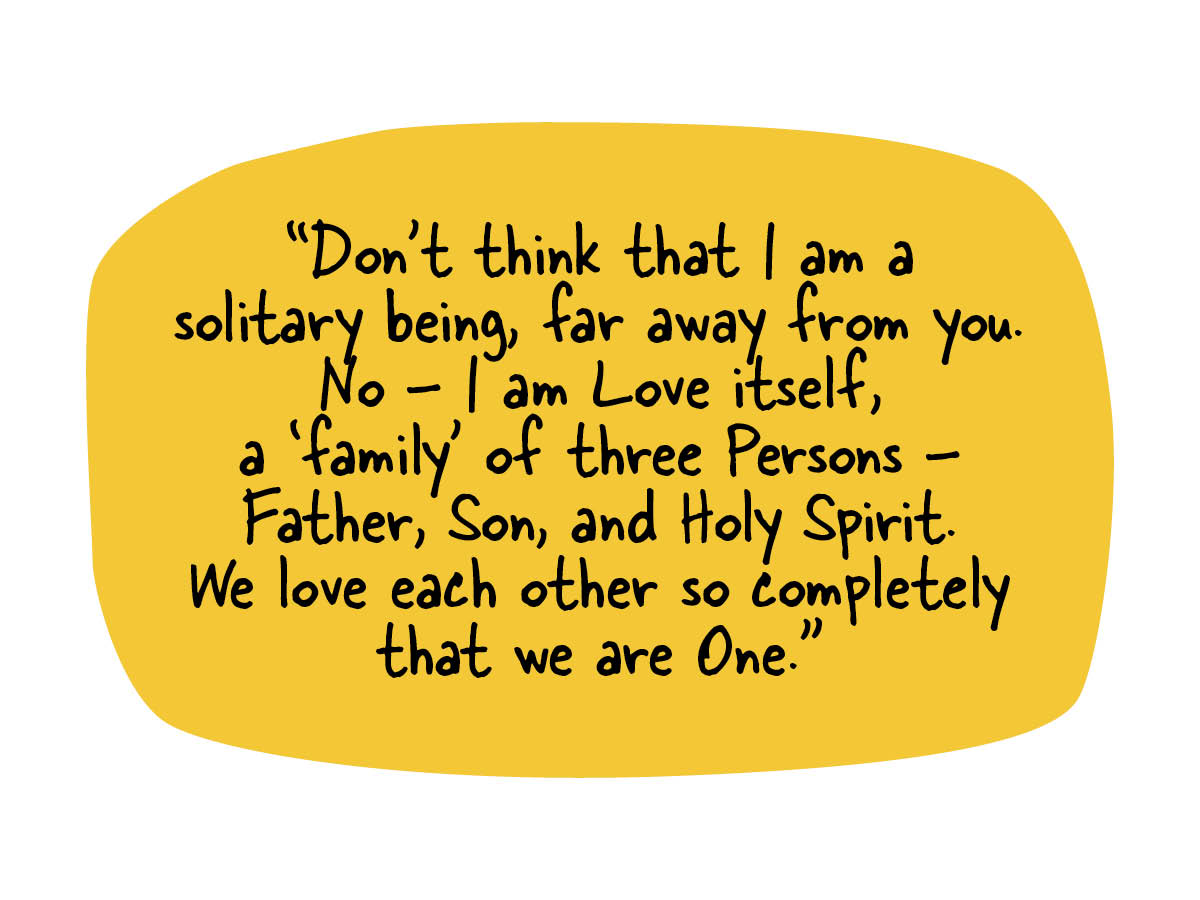 “Don’t think that I am a
solitary being, far away from you.
No – I am Love itself,
a ‘family’ of three Persons –
Father, Son, and Holy Spirit.
We love each other so completely
that we are One.”